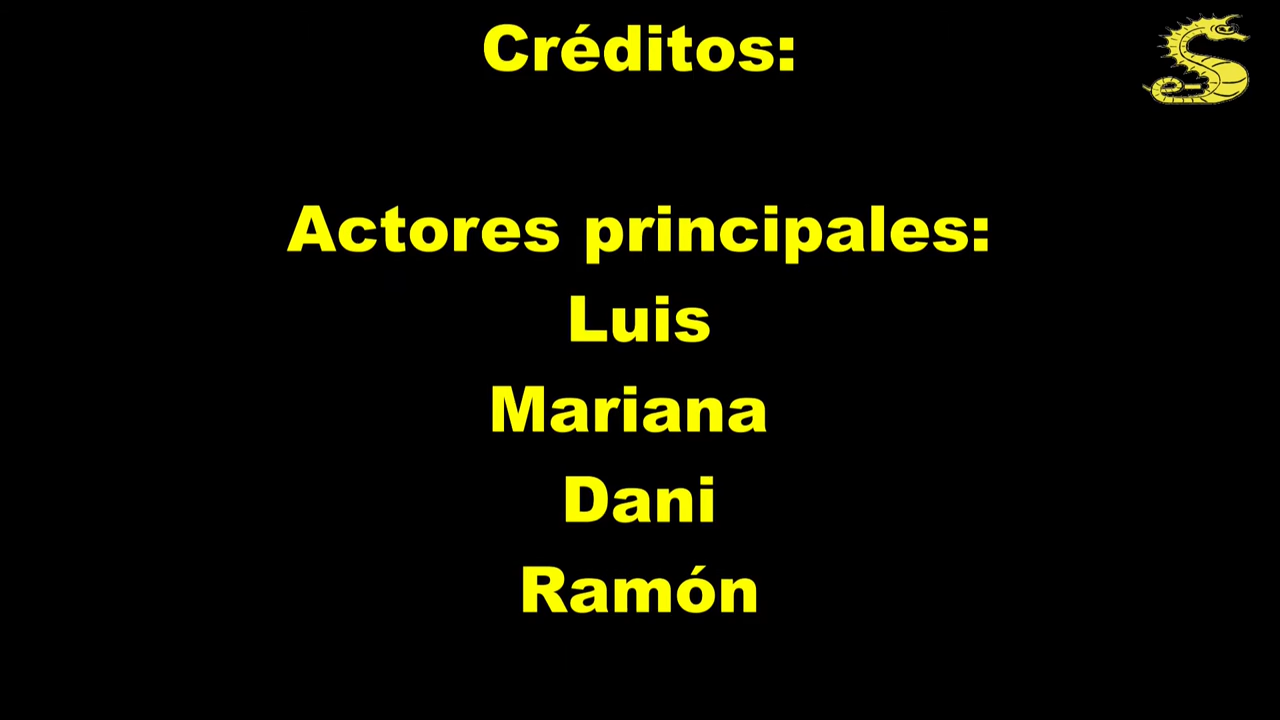 Créditos:
Actores principales:
Luis
Mariana
Dani
Ramón